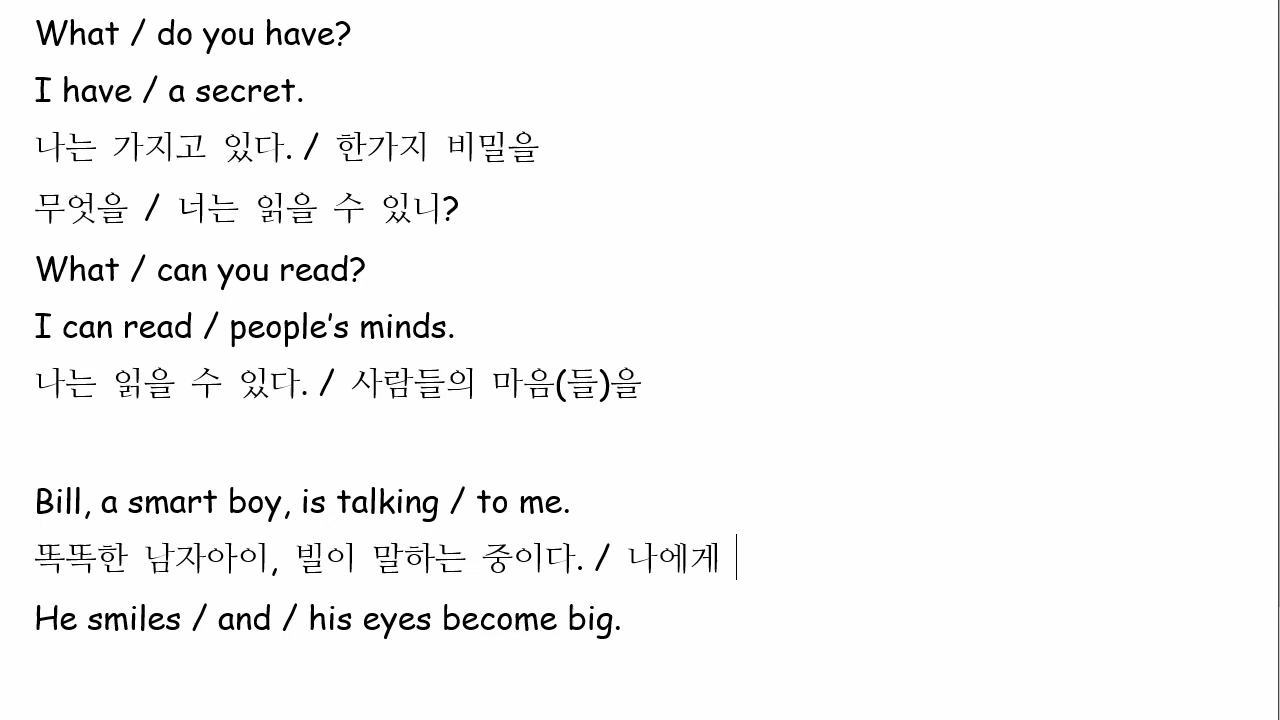 What / do you have?
I have / a secret.
나는 가지고 있다. / 한가지 비밀을
무엇을 / 너는 읽을 수 있니?
What / can you read?
I can read / people's minds.
나는 읽을 수 있다. / 사람들의 마음(들)을
Bill, a smart boy, is talking / to me.
똑똑한 남자아이, 빌이 말하는 중이다. / 나에게
He smiles / and / his eyes become big.